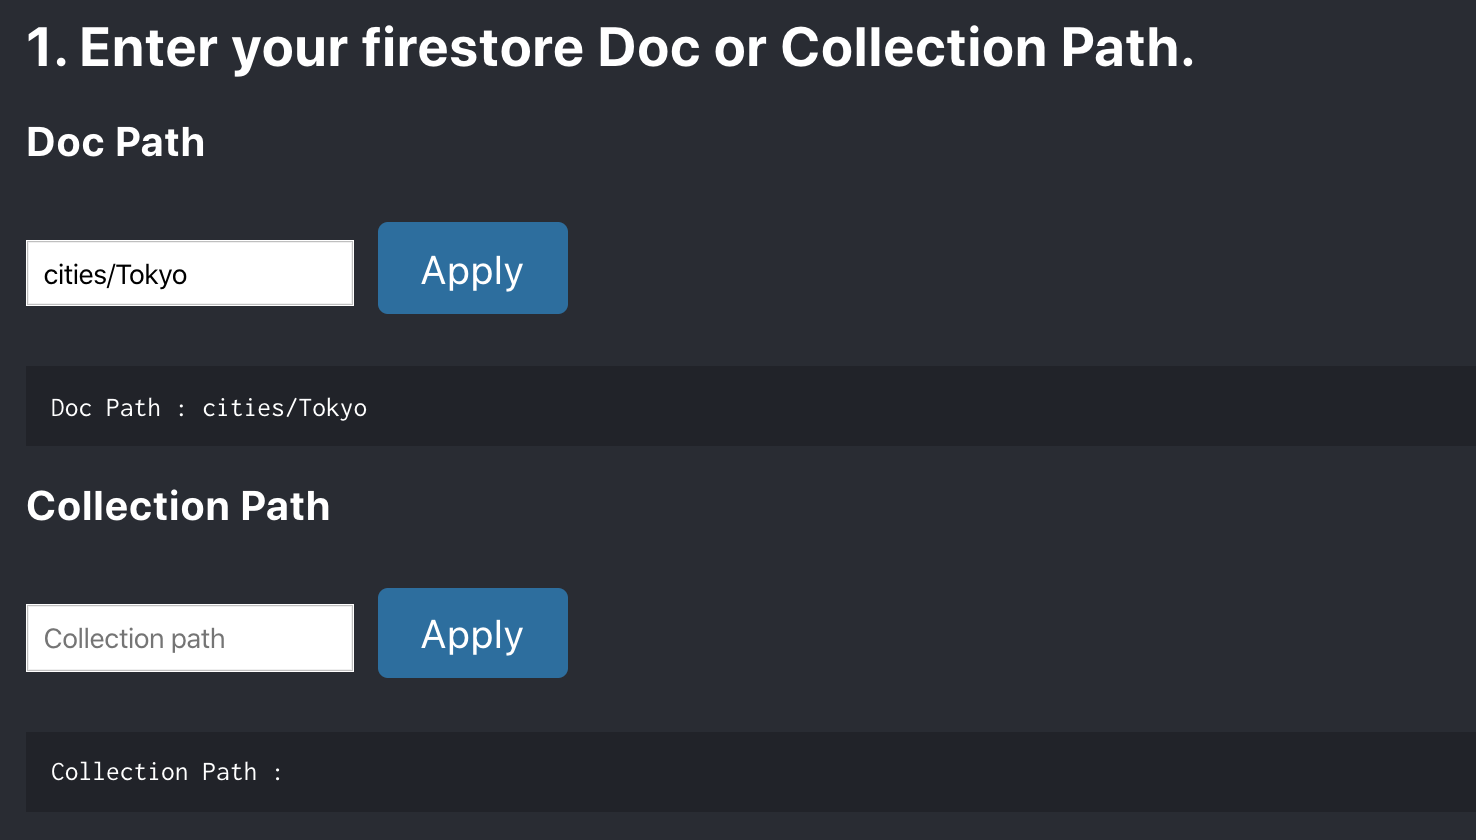 1. Enter your firestore Doc or Collection Path.
Doc Path
cities/Tokyo
Apply
Doc Path : cities/Tokyo
Collection Path
Collection path
Apply
Collection Path :